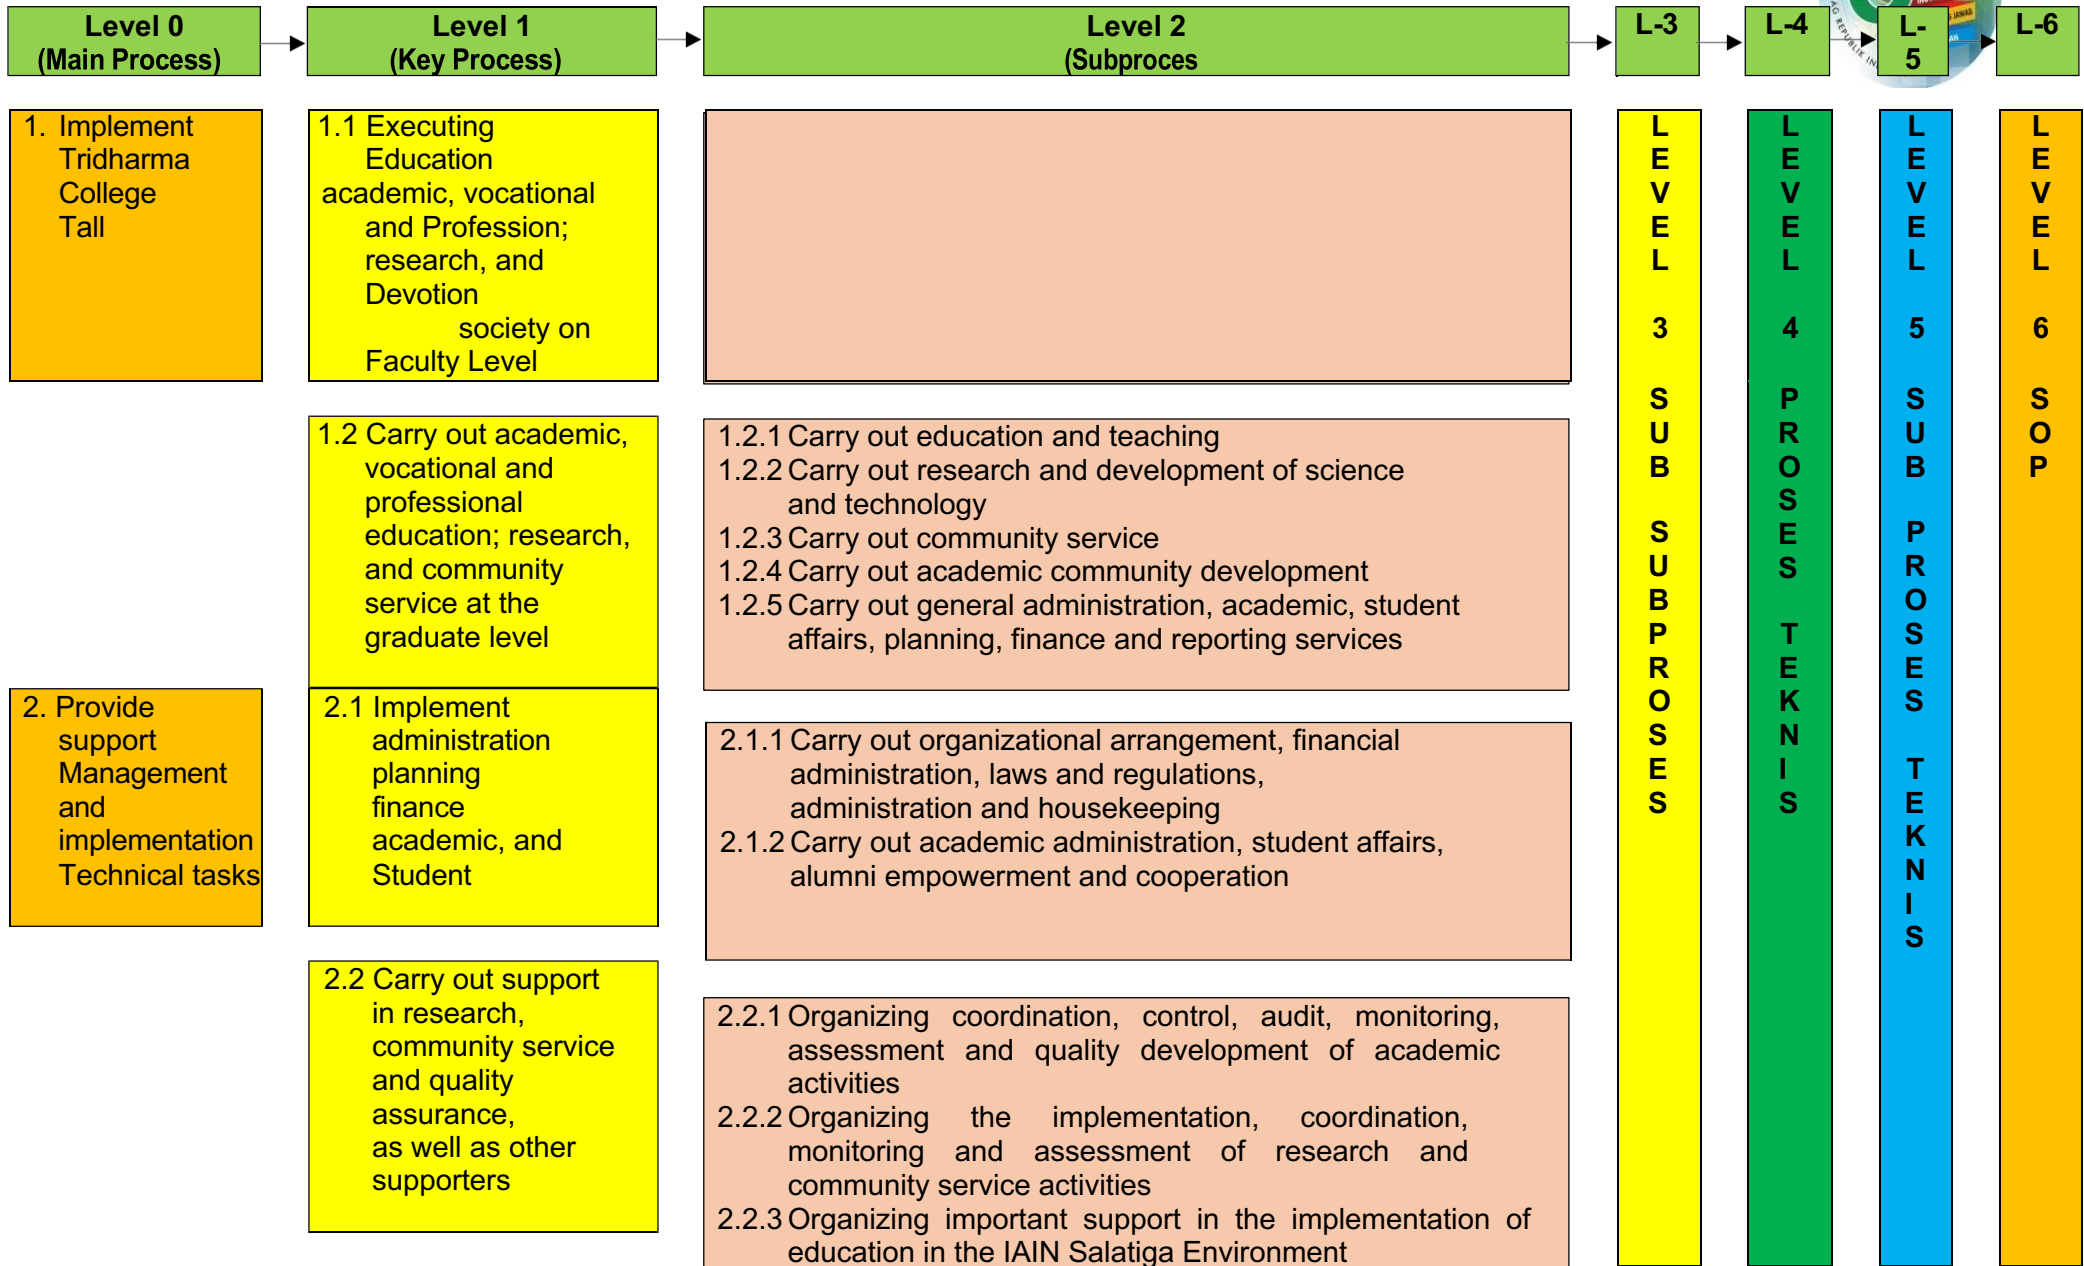 Level 0
(Main Process)
Level 1
(Key Process)
Level 2
(Subproces
L-3
L-4
L-
5
L-6
1. Implement
Tridharma
College
Tall
1.1 Executing
Education
academic, vocational
and Profession;
research, and
Devotion
society on
Faculty Level
1.2 Carry out academic,
vocational and
professional
education; research,
and community
service at the
graduate level
1.2.1 Carry out education and teaching
1.2.2 Carry out research and development of science
and technology
1.2.3 Carry out community service
1.2.4 Carry out academic community development
1.2.5 Carry out general administration, academic, student
affairs, planning, finance and reporting services
2. Provide
support
Management
and
implementation
Technical tasks
2.1 Implement
administration
planning
finance
academic, and
Student
2.1.1 Carry out organizational arrangement, financial
administration, laws and regulations,
administration and housekeeping
2.1.2 Carry out academic administration, student affairs,
alumni empowerment and cooperation
2.2 Carry out support
in research,
community service
and quality
assurance,
as well as other
supporters
2.2.1 Organizing coordination, control, audit, monitoring,
assessment and quality development of academic
activities
2.2.2 Organizing the implementation, coordination,
monitoring and assessment of research and
community service activities
2.2.3 Organizing important support in the implementation of
education in the IAIN Salatiga Environment
LEVEL 3 SUB SUBPROSES
LEVEL 4 PROSES TEKNIS
LEVEL 5 SUB PROSES TEKNIS
LEVEL 6 SOP